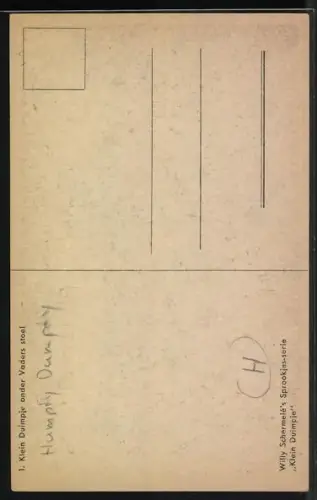 1. Klein Duimpje onder Vaders stoel
Humpty Dumpty
(H)
Willy Schermelé's Sprookjes-serie
„Klein Duimpje"